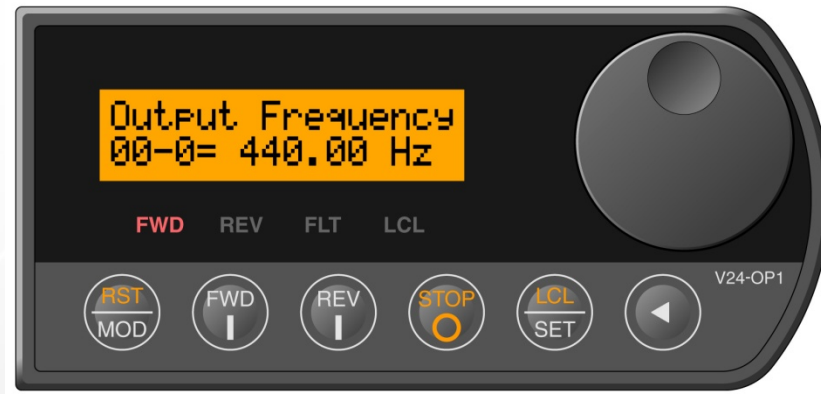 Output Frequency
00-0= 440.00 Hz
FWD REV FLT LCL
V24-OP1
RST FWD REV STOP LCL
MOD SET